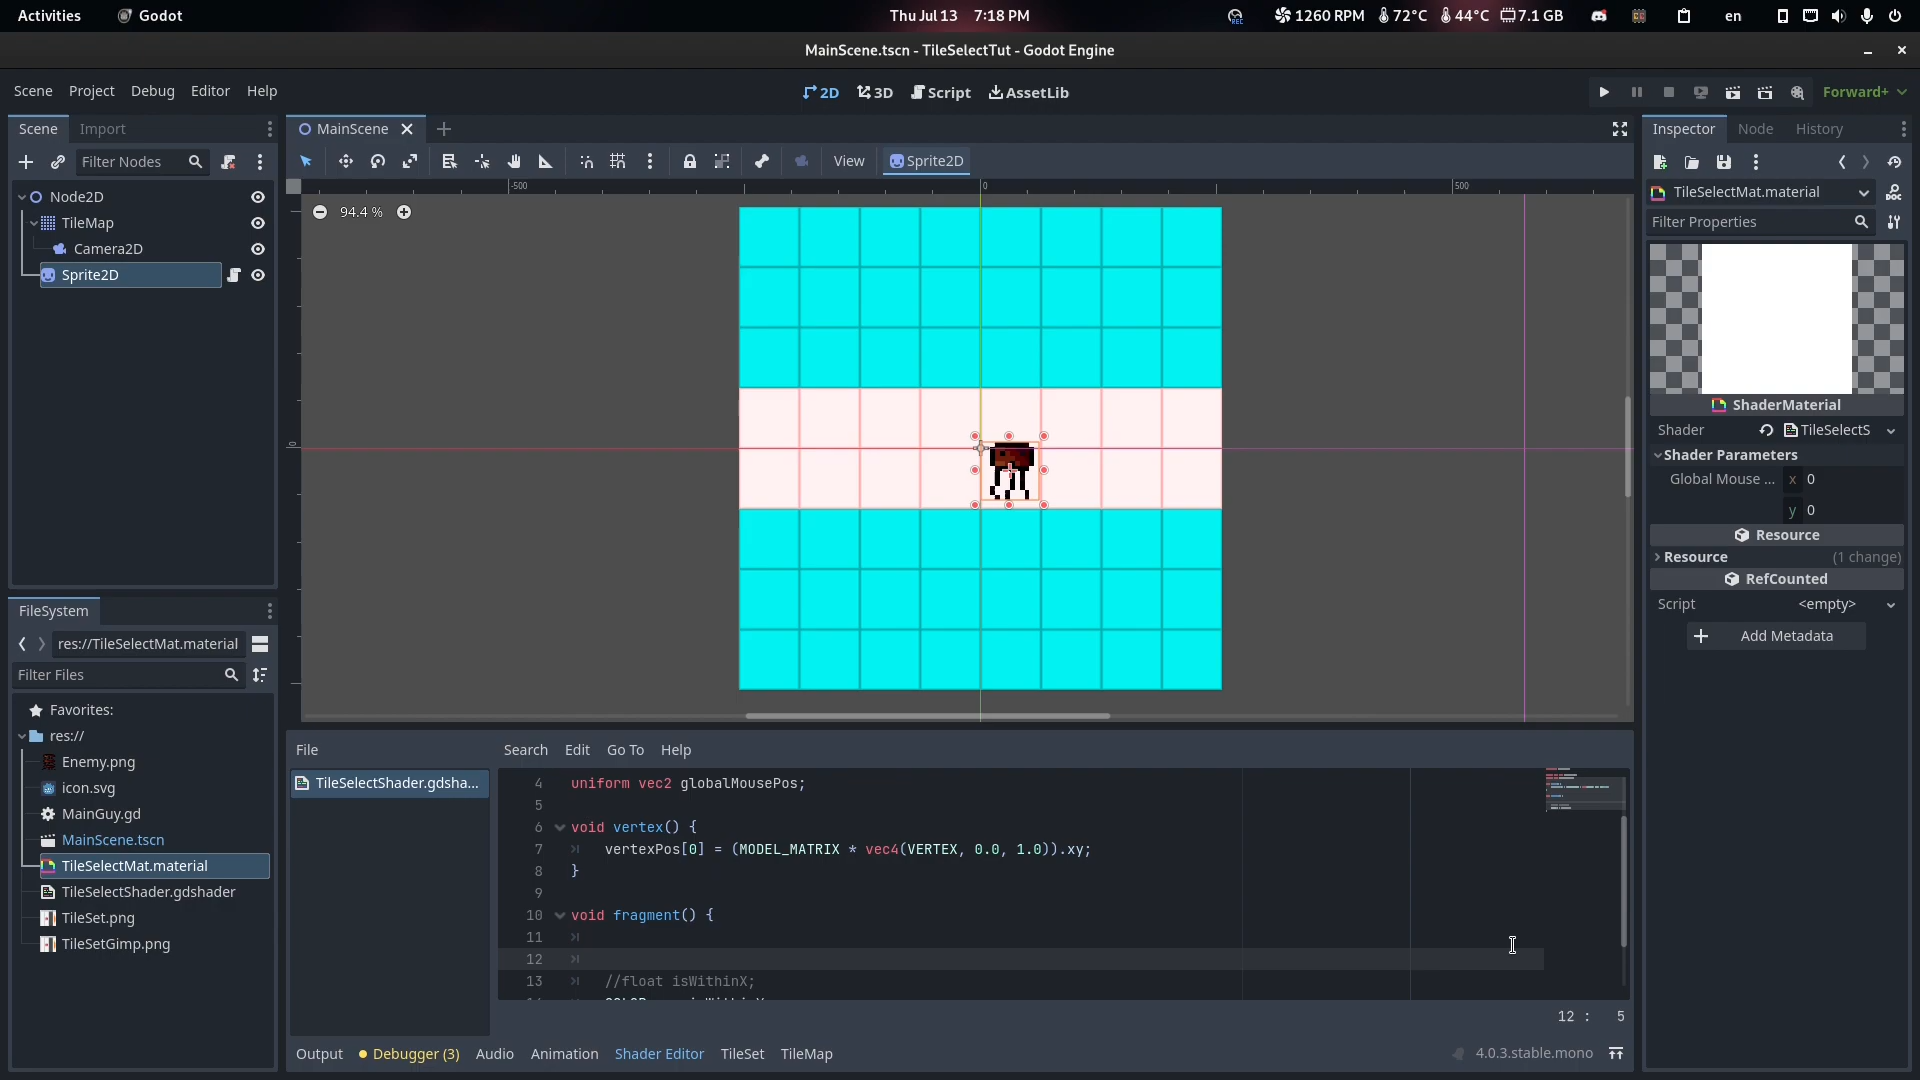 Activities
Godot
Thu Jul 13 7:18 PM
1260 RPM
72°C
44°C
7.1 GB
en
MainScene.tscn - TileSelectTut - Godot Engine
Scene
Project
Debug
Editor
Help
2D
3D
Script
AssetLib
Forward+
Scene
Import
MainScene
Inspector
Node
History
Filter Nodes
View
Sprite2D
TileSelectMat.material
DOC
Filter Properties
Node2D
TileMap
Camera2D
Sprite2D
-500
0
500
94.4 %
0
ShaderMaterial
Shader
TileSelectS
Shader Parameters
Global Mouse ...
x 0
y 0
Resource
Resource (1 change)
RefCounted
Script <empty>
Add Metadata
FileSystem
res://TileSelectMat.material
Filter Files
Favorites:
res://
Enemy.png
icon.svg
MainGuy.gd
MainScene.tscn
TileSelectMat.material
TileSelectShader.gdshader
TileSet.png
TileSetGimp.png
File
Search
Edit
Go To
Help
TileSelectShader.gdsha...
4 uniform vec2 globalMousePos;
5
6 void vertex() {
7 vertexPos[0] = (MODEL_MATRIX * vec4(VERTEX, 0.0, 1.0)).xy;
8 }
9
10 void fragment() {
11
12
13 //float isWithinX;
12 : 5
Output
Debugger (3)
Audio
Animation
Shader Editor
TileSet
TileMap
4.0.3.stable.mono